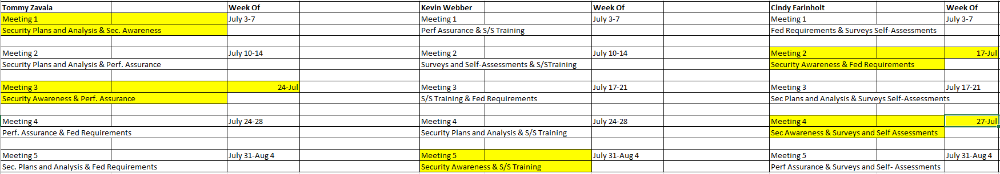 Tommy Zavala Week Of Kevin Webber Week Of Cindy Farinholt Week Of
Meeting 1 July 3-7 Meeting 1 July 3-7 Meeting 1 July 3-7
Security Plans and Analysis & Sec. Awareness Perf Assurance & S/S Training Fed Requirements & Surveys Self-Assessments
Meeting 2 July 10-14 Meeting 2 July 10-14 Meeting 2 17-Jul
Security Plans and Analysis & Perf. Assurance Surveys and Self-Assessments & S/STraining Security Awareness & Fed Requirements
Meeting 3 24-Jul Meeting 3 July 17-21 Meeting 3 July 17-21
Security Awareness & Perf. Assurance S/S Training & Fed Requirements Sec Plans and Analysis & Surveys Self-Assessments
Meeting 4 July 24-28 Meeting 4 July 24-28 Meeting 4 27-Jul
Perf. Assurance & Fed Requirements Security Plans and Analysis & S/S Training Sec Awareness & Surveys and Self Assessments
Meeting 5 July 31-Aug 4 Meeting 5 July 31-Aug 4 Meeting 5 July 31-Aug 4
Sec. Plans and Analysis & Fed Requirements Security Awareness & S/S Training Perf Assurance & Surveys and Self- Assessments